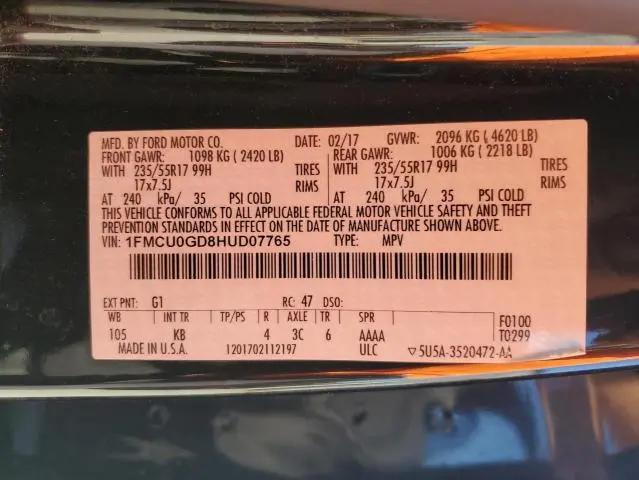 MFD. BY FORD MOTOR CO. DATE: 02/17 GVWR: 2096 KG ( 4620 LB)
FRONT GAWR: 1098 KG ( 2420 LB) REAR GAWR: 1006 KG ( 2218 LB)
WITH 235/55R17 99H TIRES WITH 235/55R17 99H TIRES
17x7.5J RIMS 17x7.5J RIMS
AT 240 kPa/ 35 PSI COLD AT 240 kPa/ 35 PSI COLD
THIS VEHICLE CONFORMS TO ALL APPLICABLE FEDERAL MOTOR VEHICLE SAFETY AND THEFT
PREVENTION STANDARDS IN EFFECT ON THE DATE OF MANUFACTURE SHOWN ABOVE.
VIN: 1FMCU0GD8HUD07765 TYPE: MPV
EXT PNT: G1 RC: 47 DSO:
WB INT TR TP/PS R AXLE TR SPR F0100
105 KB 4 3C 6 AAAA T0299
MADE IN U.S.A. 1201702112197 ULC ▽5U5A-3520472-AA